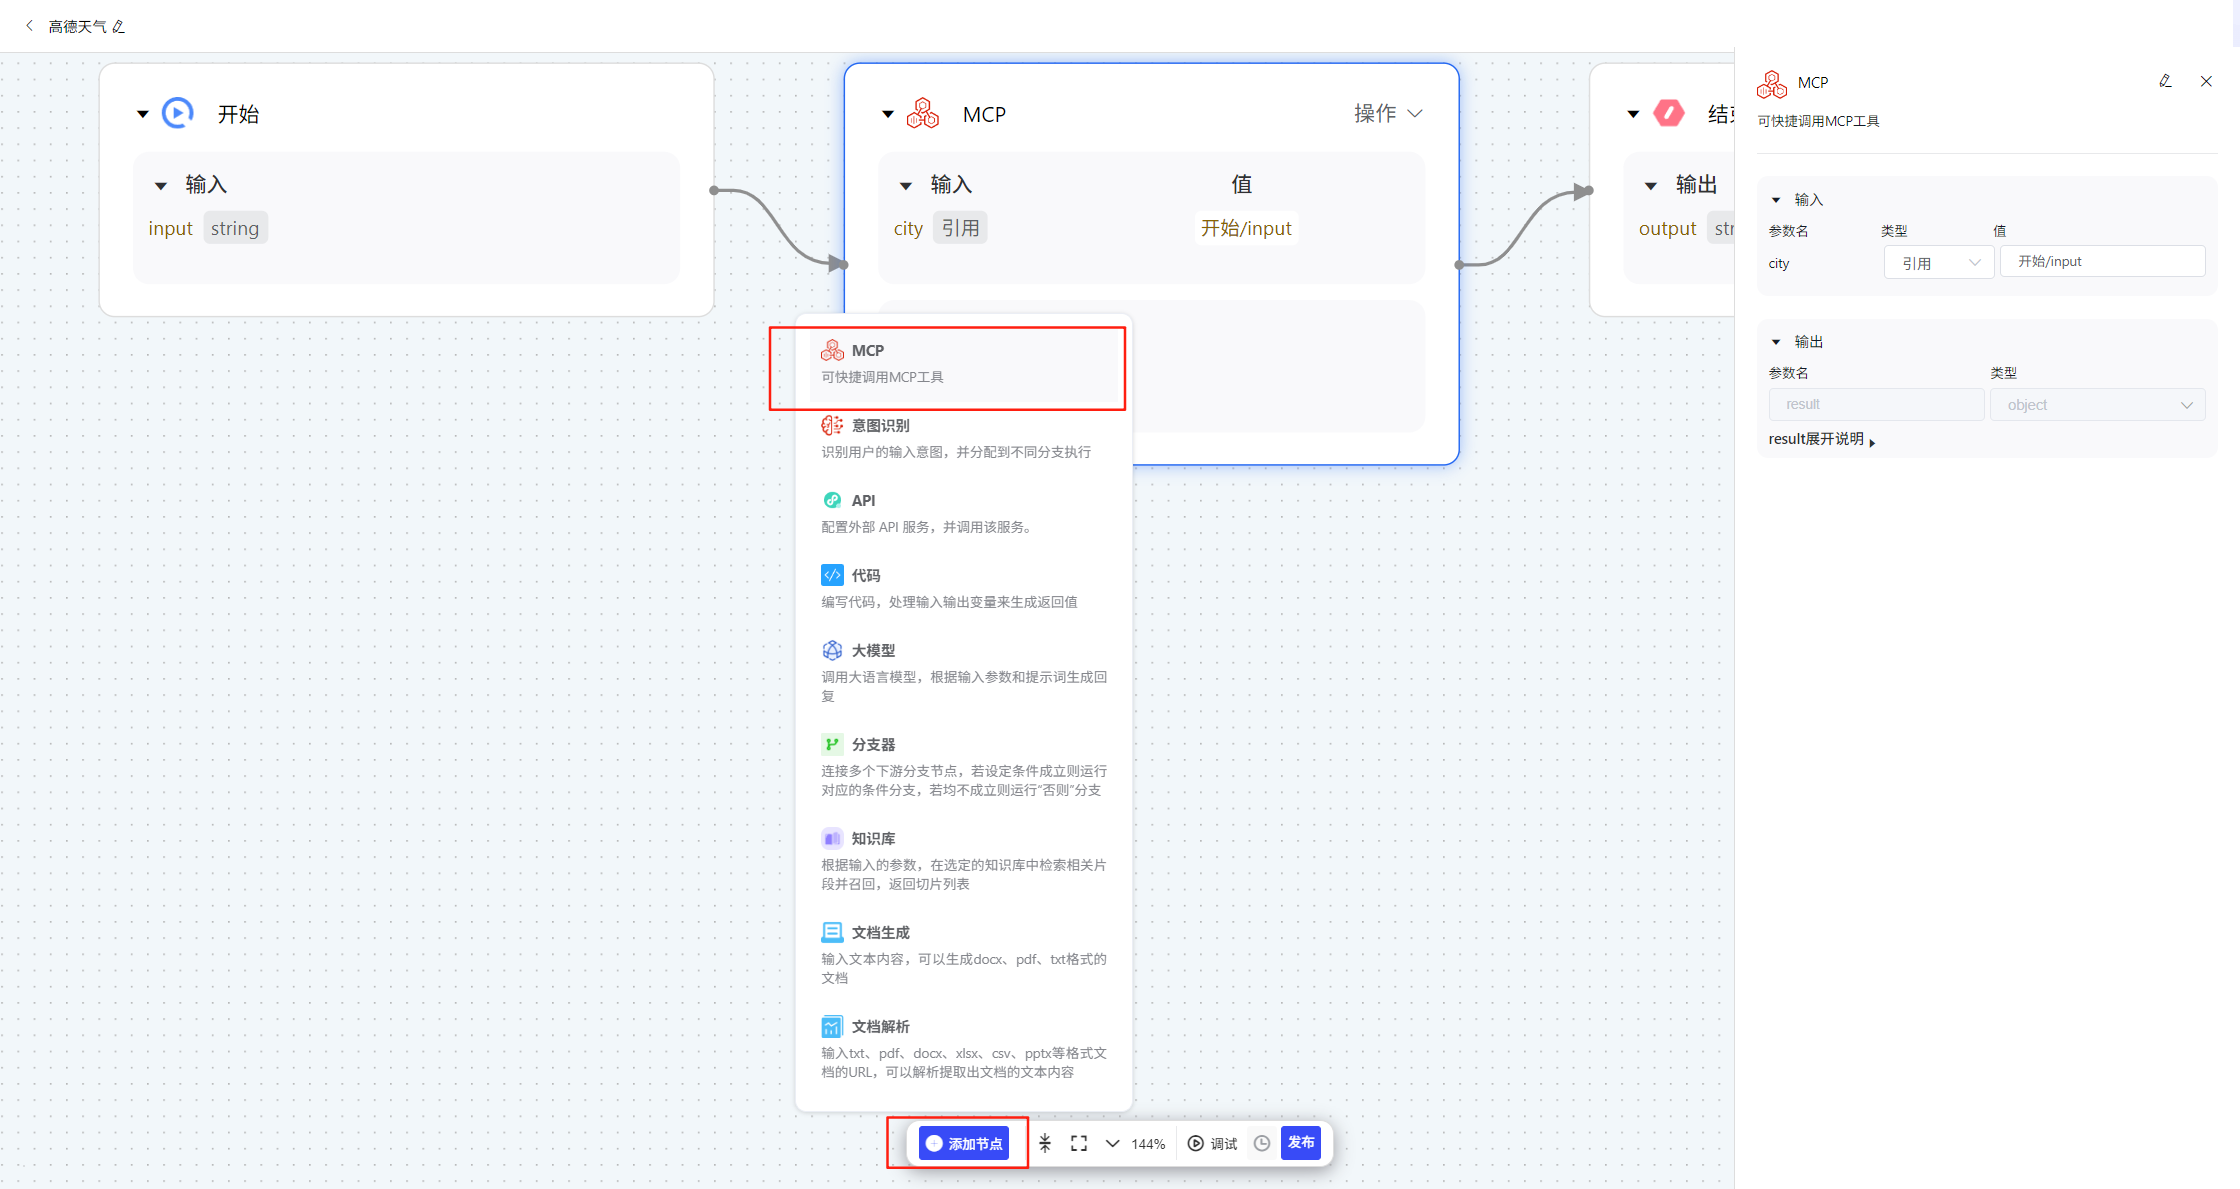 高德天气
开始
输入
input string
MCP 操作
输入 值
city 引用 开始/input
输出
output
MCP
可快捷调用MCP工具
意图识别
识别用户的输入意图，并分配到不同分支执行
API
配置外部 API 服务，并调用该服务。
代码
编写代码，处理输入输出变量来生成返回值
大模型
调用大语言模型，根据输入参数和提示词生成回
复
分支器
连接多个下游分支节点，若设定条件成立则运行
对应的条件分支，若均不成立则运行“否则”分支
知识库
根据输入的参数，在选定的知识库中检索相关片
段并召回，返回切片列表
文档生成
输入文本内容，可以生成docx、pdf、txt格式的
文档
文档解析
输入txt、pdf、docx、xlsx、csv、pptx等格式文
档的URL，可以解析提取出文档的文本内容
添加节点 144% 调试 发布
MCP
可快捷调用MCP工具
输入
参数名 类型 值
city 引用 开始/input
输出
参数名 类型
result object
result展开说明